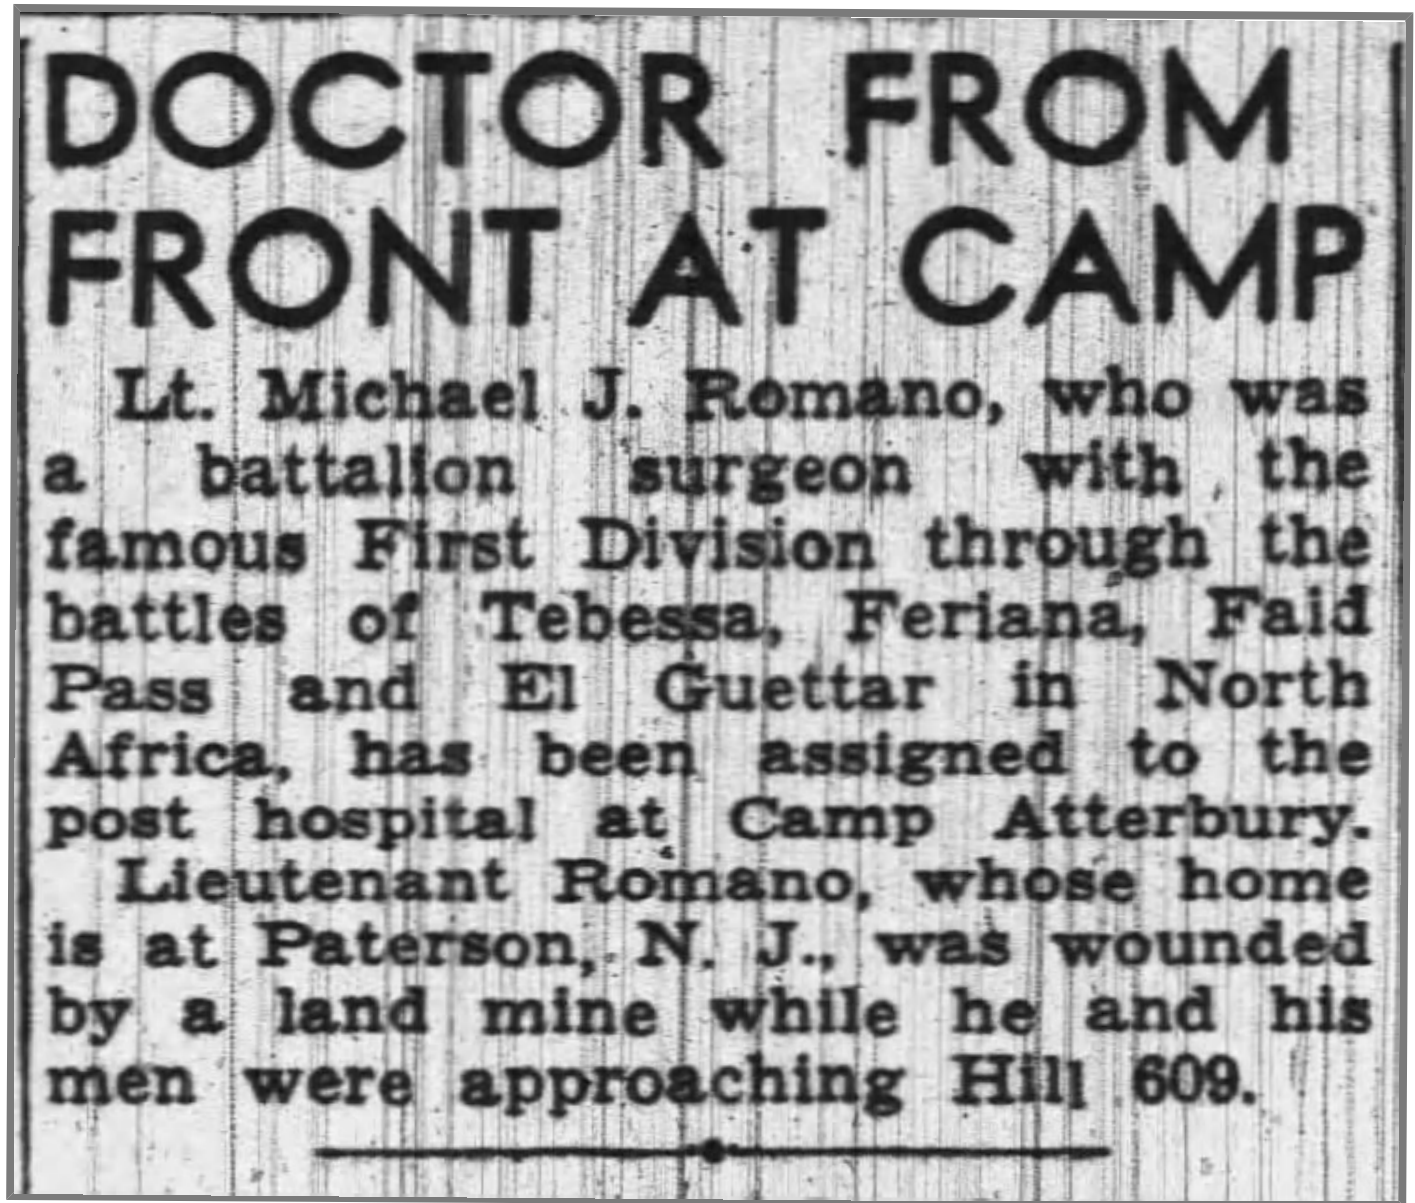 DOCTOR FROM
FRONT AT CAMP
Lt. Michael J. Romano, who was
a battalion surgeon with the
famous First Division through the
battles of Tebessa, Feriana, Faid
Pass and El Guettar in North
Africa, has been assigned to the
post hospital at Camp Atterbury.
Lieutenant Romano, whose home
is at Paterson, N. J., was wounded
by a land mine while he and his
men were approaching Hill 609.